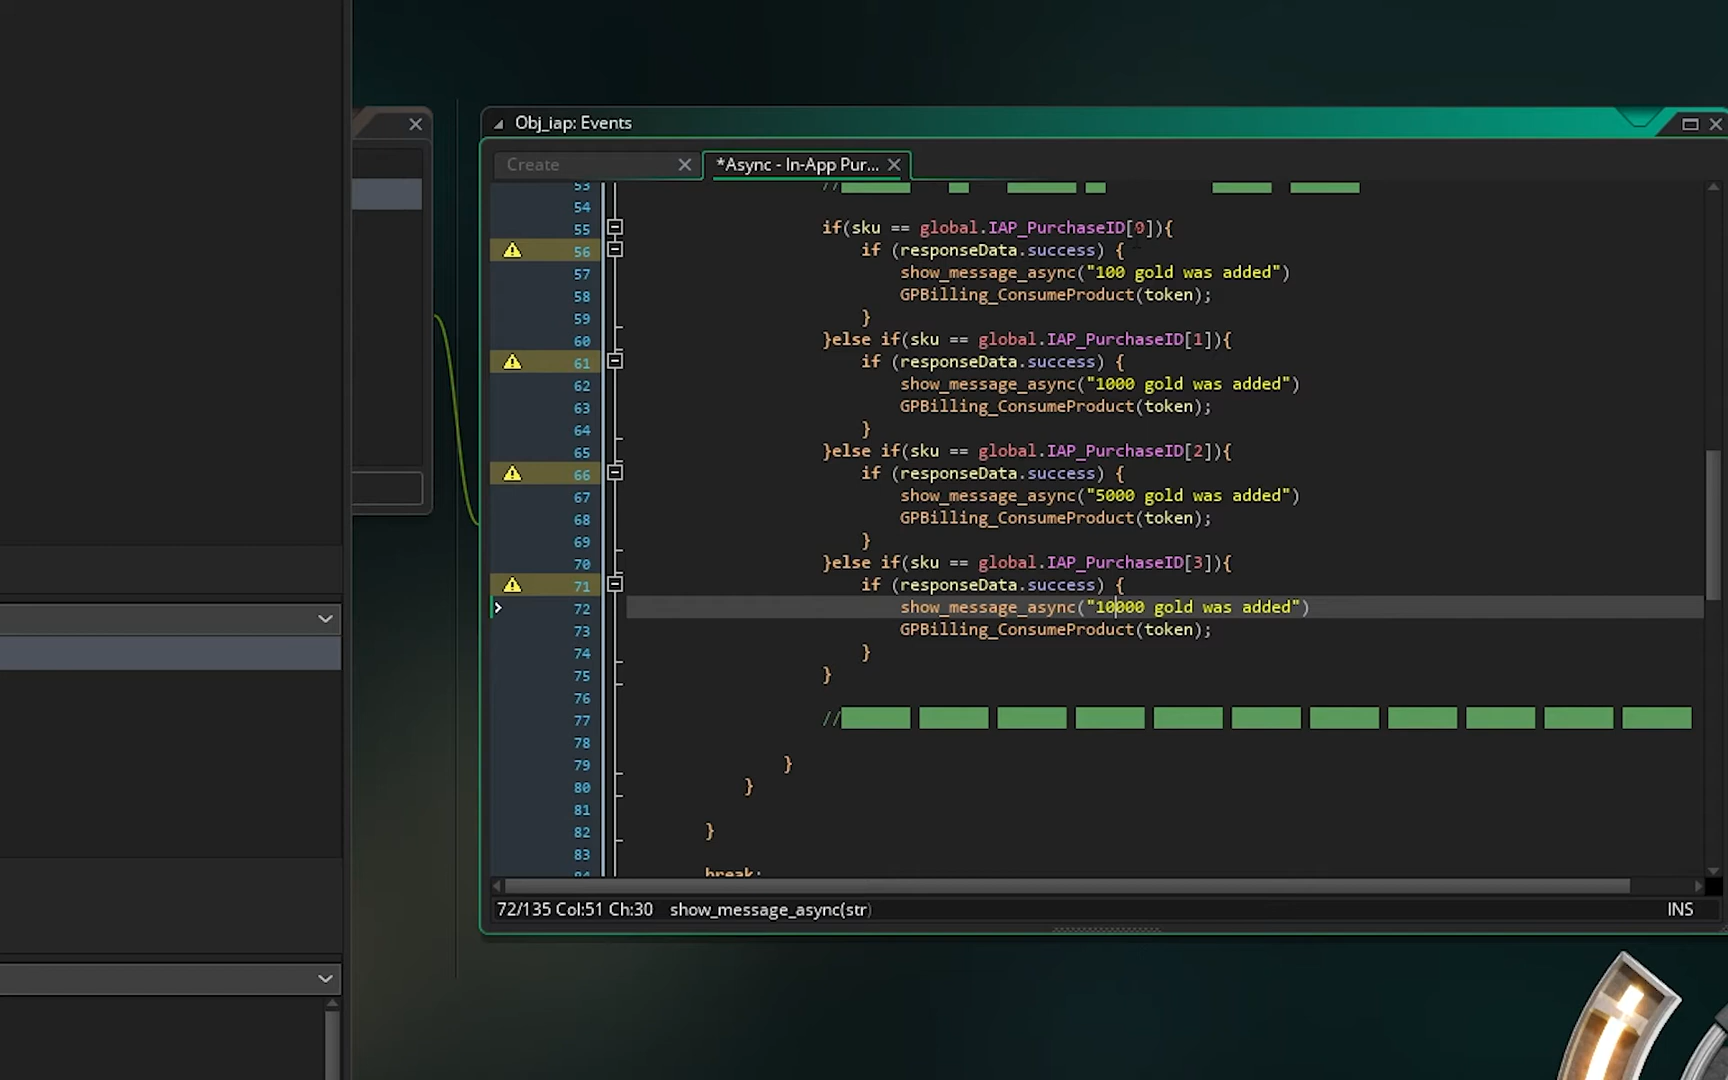 Obj_iap: Events
Create
*Async - In-App Pur...
53 //
54
55 if(sku == global.IAP_PurchaseID[0]){
56 if (responseData.success) {
57 show_message_async("100 gold was added")
58 GPBilling_ConsumeProduct(token);
59 }
60 }else if(sku == global.IAP_PurchaseID[1]){
61 if (responseData.success) {
62 show_message_async("1000 gold was added")
63 GPBilling_ConsumeProduct(token);
64 }
65 }else if(sku == global.IAP_PurchaseID[2]){
66 if (responseData.success) {
67 show_message_async("5000 gold was added")
68 GPBilling_ConsumeProduct(token);
69 }
70 }else if(sku == global.IAP_PurchaseID[3]){
71 if (responseData.success) {
72 show_message_async("10000 gold was added")
73 GPBilling_ConsumeProduct(token);
74 }
75 }
76
77 //
78
79 }
80 }
81
82 }
83
84 break;
72/135 Col:51 Ch:30 show_message_async(str)
INS